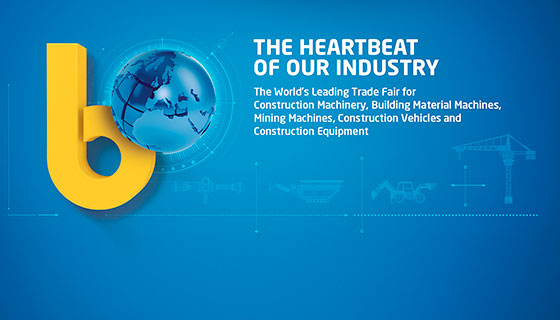 b
THE HEARTBEAT
OF OUR INDUSTRY
The World's Leading Trade Fair for
Construction Machinery, Building Material Machines,
Mining Machines, Construction Vehicles and
Construction Equipment